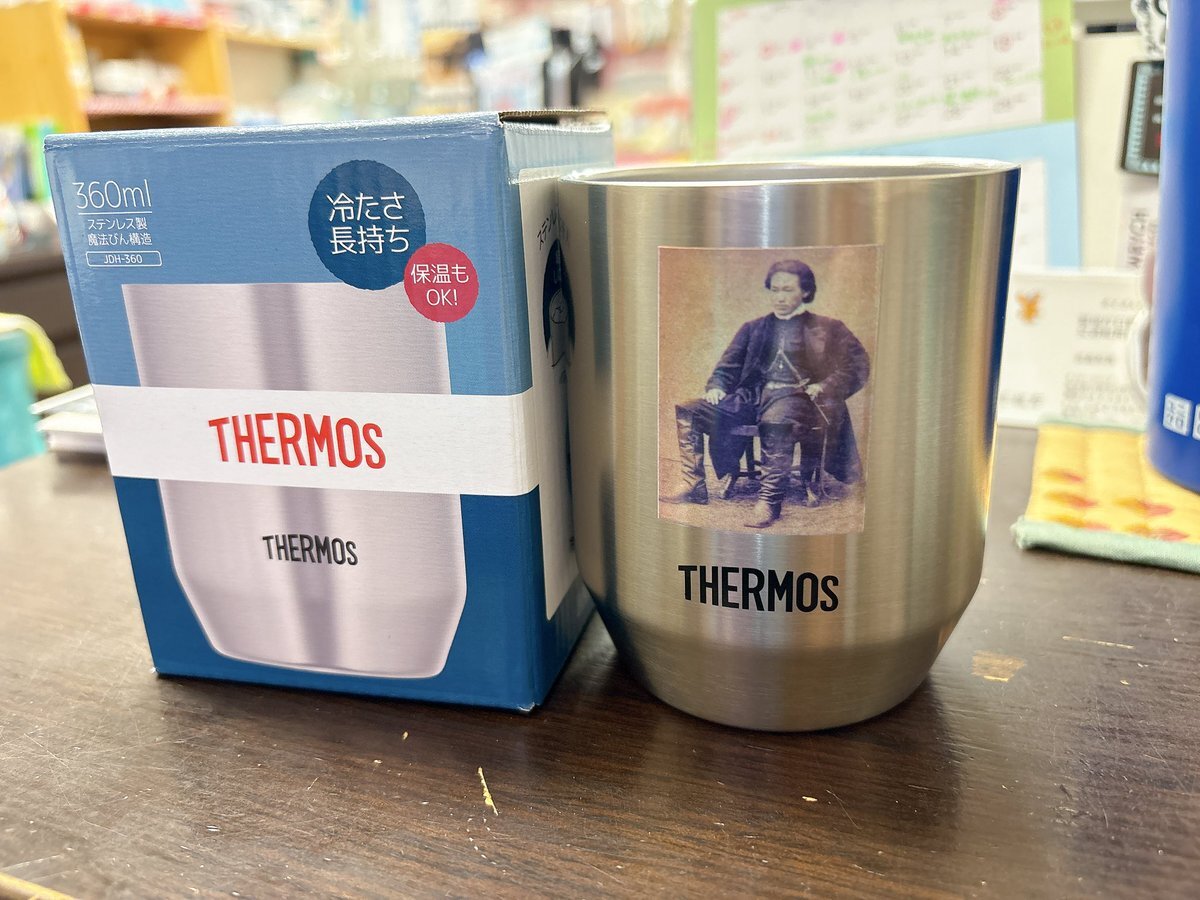 360ml
ステンレス製
魔法びん構造
JDH-360
冷たさ
長持ち
保温も
OK!
THERMOS
THERMOS
THERMOS